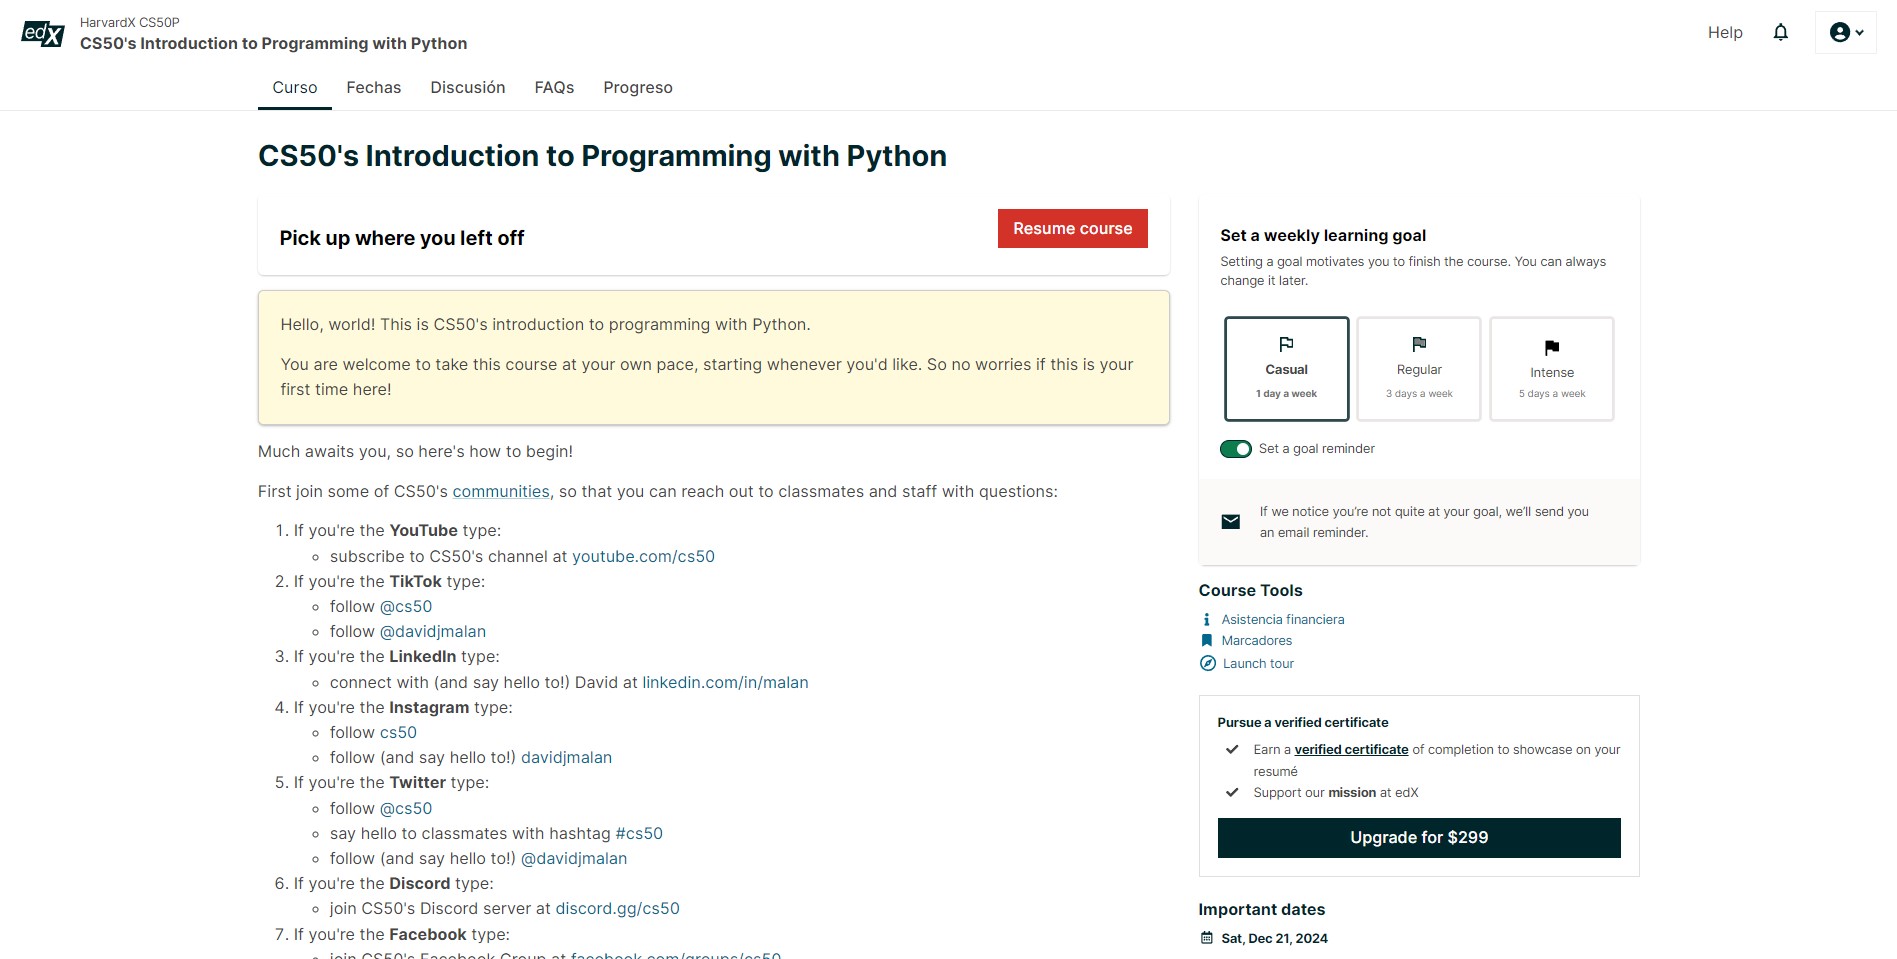 edX
HarvardX CS50P
CS50's Introduction to Programming with Python
Help
Curso
Fechas
Discusión
FAQs
Progreso
CS50's Introduction to Programming with Python
Pick up where you left off
Resume course
Hello, world! This is CS50's introduction to programming with Python.
You are welcome to take this course at your own pace, starting whenever you'd like. So no worries if this is your
first time here!
Much awaits you, so here's how to begin!
First join some of CS50's communities, so that you can reach out to classmates and staff with questions:
1. If you're the YouTube type:
subscribe to CS50's channel at youtube.com/cs50
2. If you're the TikTok type:
follow @cs50
follow @davidjmalan
3. If you're the LinkedIn type:
connect with (and say hello to!) David at linkedin.com/in/malan
4. If you're the Instagram type:
follow cs50
follow (and say hello to!) davidjmalan
5. If you're the Twitter type:
follow @cs50
say hello to classmates with hashtag #cs50
follow (and say hello to!) @davidjmalan
6. If you're the Discord type:
join CS50's Discord server at discord.gg/cs50
7. If you're the Facebook type:
join CS50's Facebook Group at facebook.com/groups/cs50
Set a weekly learning goal
Setting a goal motivates you to finish the course. You can always
change it later.
Casual
1 day a week
Regular
3 days a week
Intense
5 days a week
Set a goal reminder
If we notice you're not quite at your goal, we'll send you
an email reminder.
Course Tools
Asistencia financiera
Marcadores
Launch tour
Pursue a verified certificate
Earn a verified certificate of completion to showcase on your
resumé
Support our mission at edX
Upgrade for $299
Important dates
Sat, Dec 21, 2024